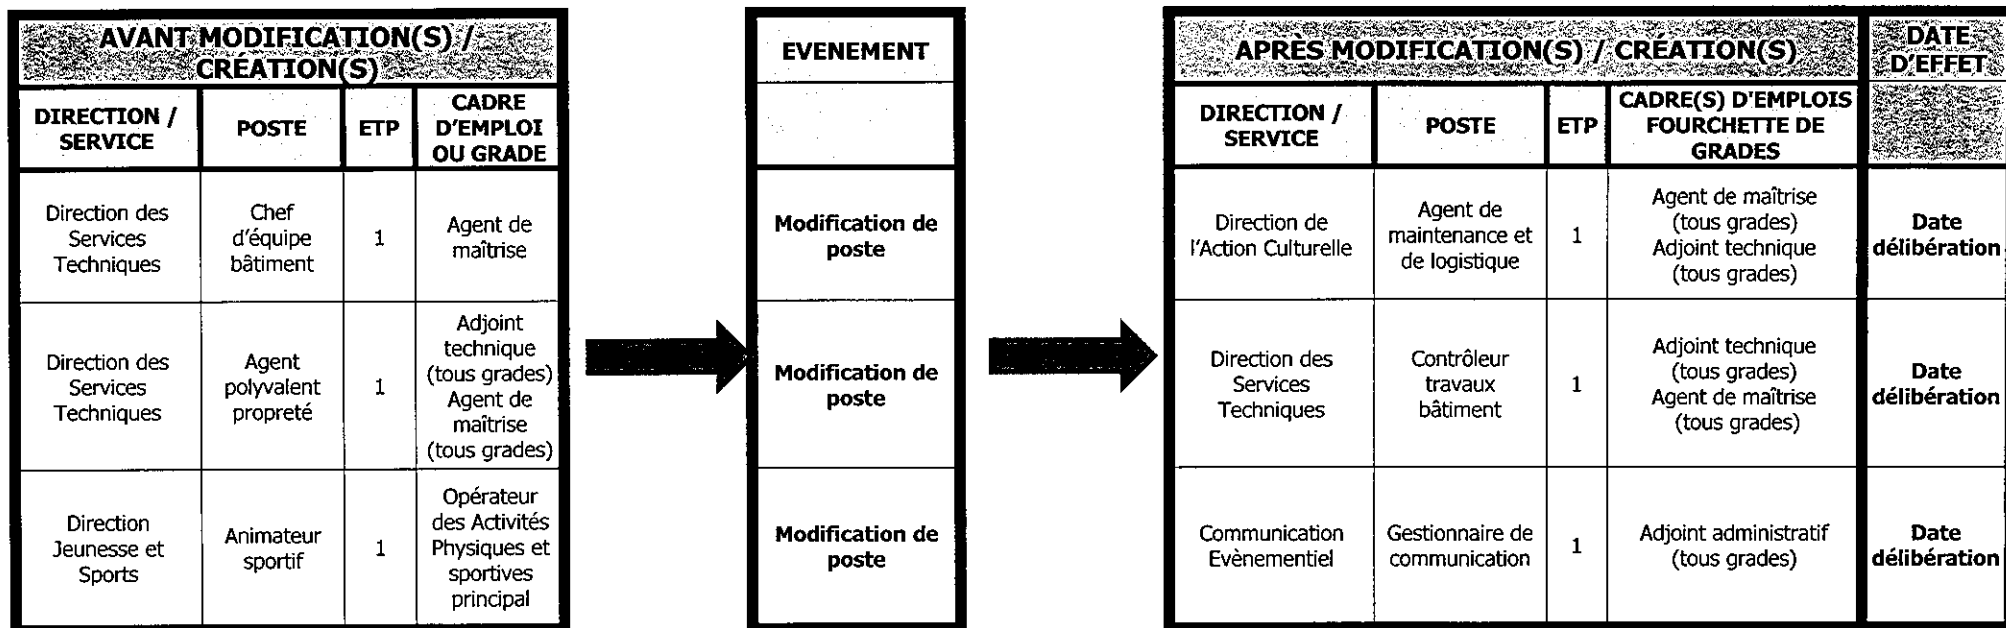 AVANT MODIFICATION(S) /
CRÉATION(S)
DIRECTION /
SERVICE
POSTE
ETP
CADRE
D'EMPLOI
OU GRADE
Direction des
Services
Techniques
Chef
d'équipe
bâtiment
1
Agent de
maîtrise
Direction des
Services
Techniques
Agent
polyvalent
propreté
1
Adjoint
technique
(tous grades)
Agent de
maîtrise
(tous grades)
Direction
Jeunesse et
Sports
Animateur
sportif
1
Opérateur
des Activités
Physiques et
sportives
principal
EVENEMENT
Modification de
poste
Modification de
poste
Modification de
poste
APRÈS MODIFICATION(S) / CRÉATION(S)
DATE
D'EFFET
DIRECTION /
SERVICE
POSTE
ETP
CADRE(S) D'EMPLOIS
FOURCHETTE DE
GRADES
Direction de
l'Action Culturelle
Agent de
maintenance et
de logistique
1
Agent de maîtrise
(tous grades)
Adjoint technique
(tous grades)
Date
délibération
Direction des
Services
Techniques
Contrôleur
travaux
bâtiment
1
Adjoint technique
(tous grades)
Agent de maîtrise
(tous grades)
Date
délibération
Communication
Evènementiel
Gestionnaire de
communication
1
Adjoint administratif
(tous grades)
Date
délibération